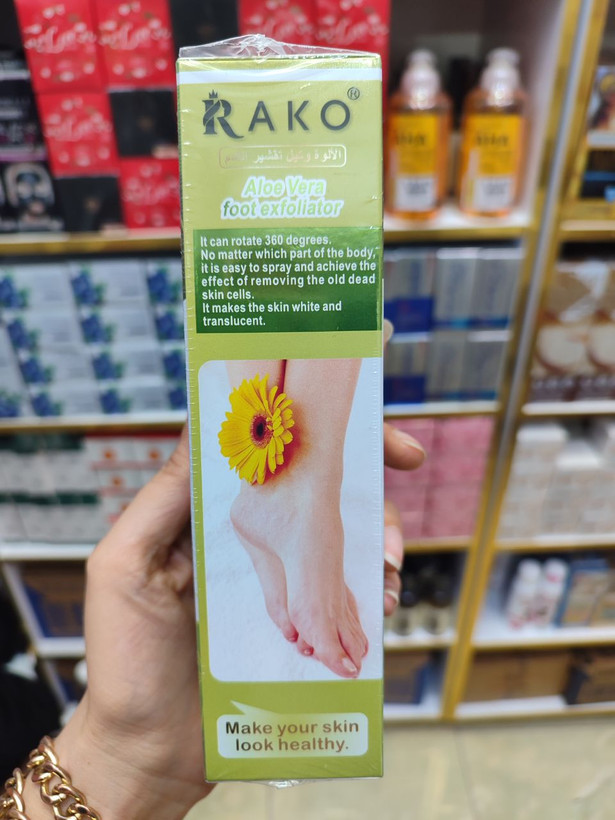 RAKO®
Aloe Vera
foot exfoliator
It can rotate 360 degrees.
No matter which part of the body,
it is easy to spray and achieve the
effect of removing the old dead
skin cells.
It makes the skin white and
translucent.
Make your skin
look healthy.